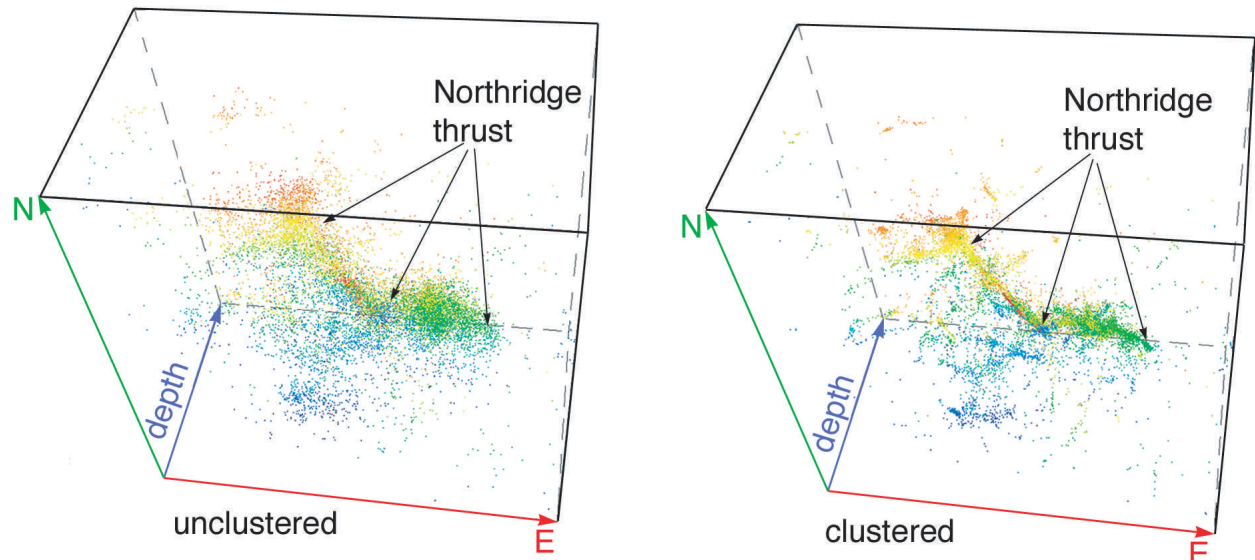 Northridge
thrust
N
depth
unclustered
E
Northridge
thrust
N
depth
clustered
E